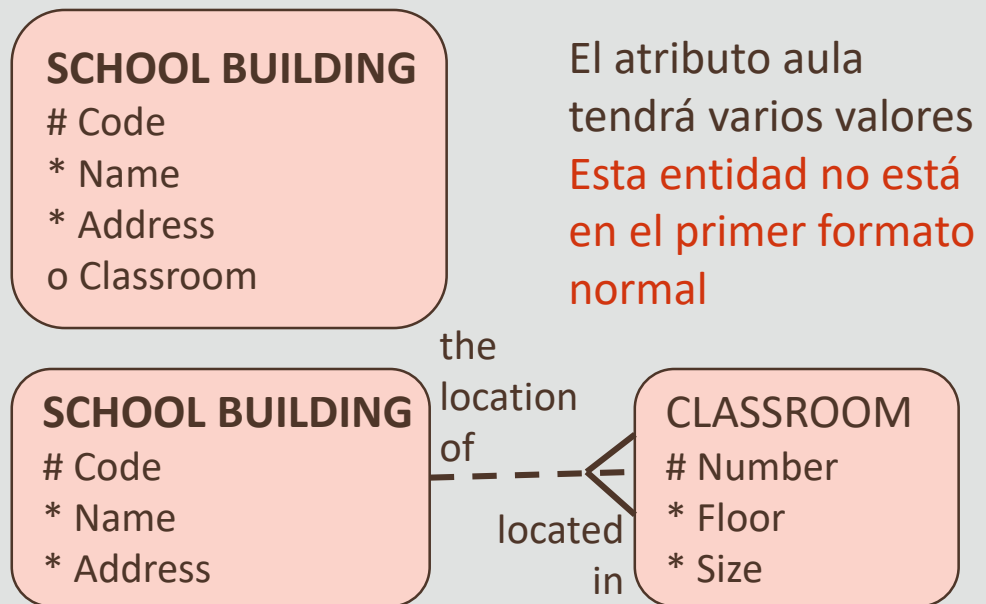 SCHOOL BUILDING
# Code
* Name
* Address
o Classroom
El atributo aula
tendrá varios valores
Esta entidad no está
en el primer formato
normal
the
location
of
SCHOOL BUILDING
# Code
* Name
* Address
located
in
CLASSROOM
# Number
* Floor
* Size